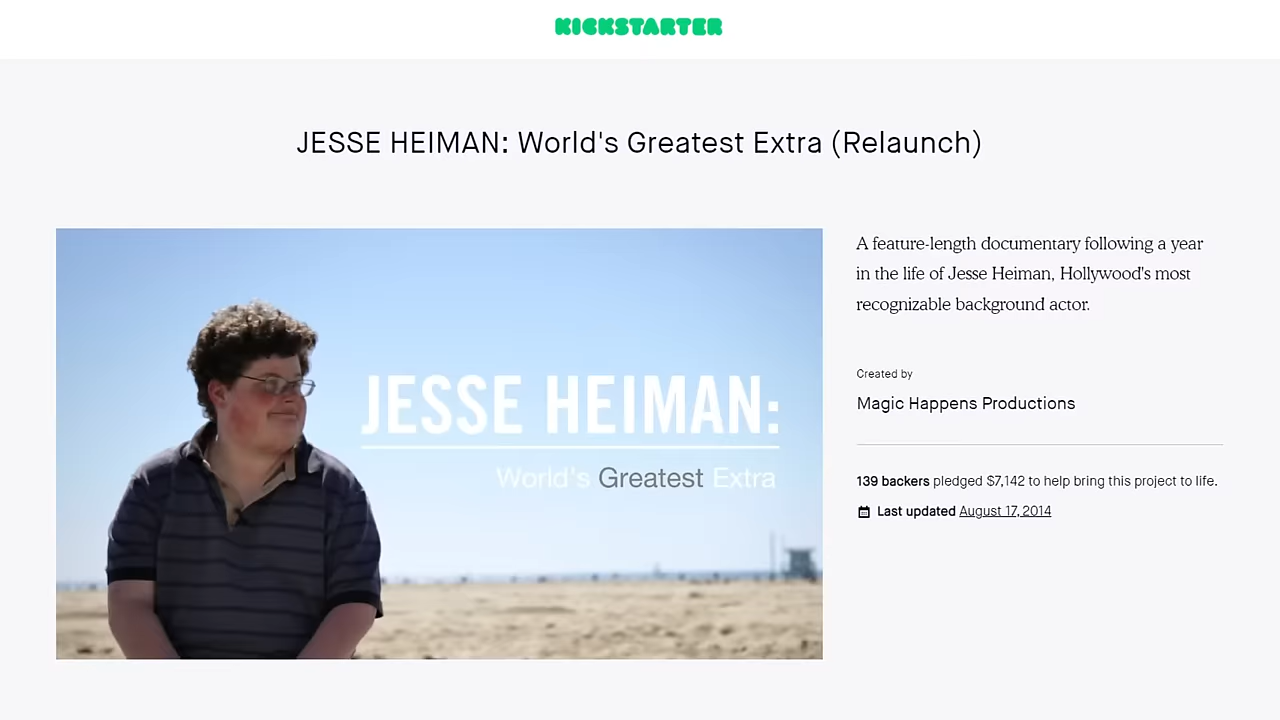 KICKSTARTER
JESSE HEIMAN: World's Greatest Extra (Relaunch)
JESSE HEIMAN:
World's Greatest Extra
A feature-length documentary following a year
in the life of Jesse Heiman, Hollywood's most
recognizable background actor.
Created by
Magic Happens Productions
139 backers pledged $7,142 to help bring this project to life.
Last updated August 17, 2014